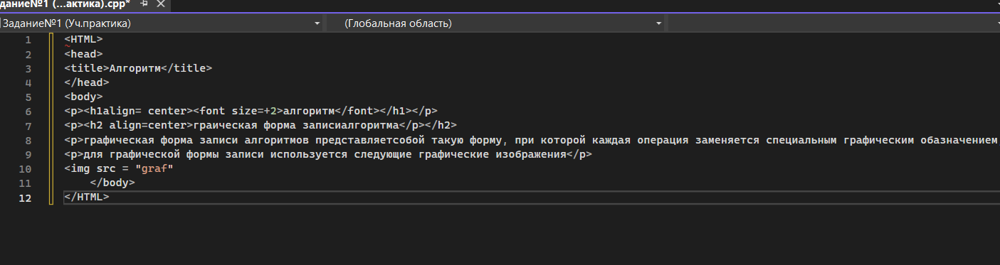 дание№1 (...актика).cpp*
Задание№1 (Уч.практика) (Глобальная область)
1 <HTML>
2 <head>
3 <title>Алгоритм</title>
4 </head>
5 <body>
6 <p><h1align= center><font size=+2>алгоритм</font></h1></p>
7 <p><h2 align=center>граическая форма записиалгоритма</p></h2>
8 <p>графическая форма записи алгоритмов представляетсобой такую форму, при которой каждая операция заменяется специальным графическим обазначением
9 <p>для графической формы записи используется следующие графические изображения</p>
10 <img src = "graf"
11 </body>
12 </HTML>